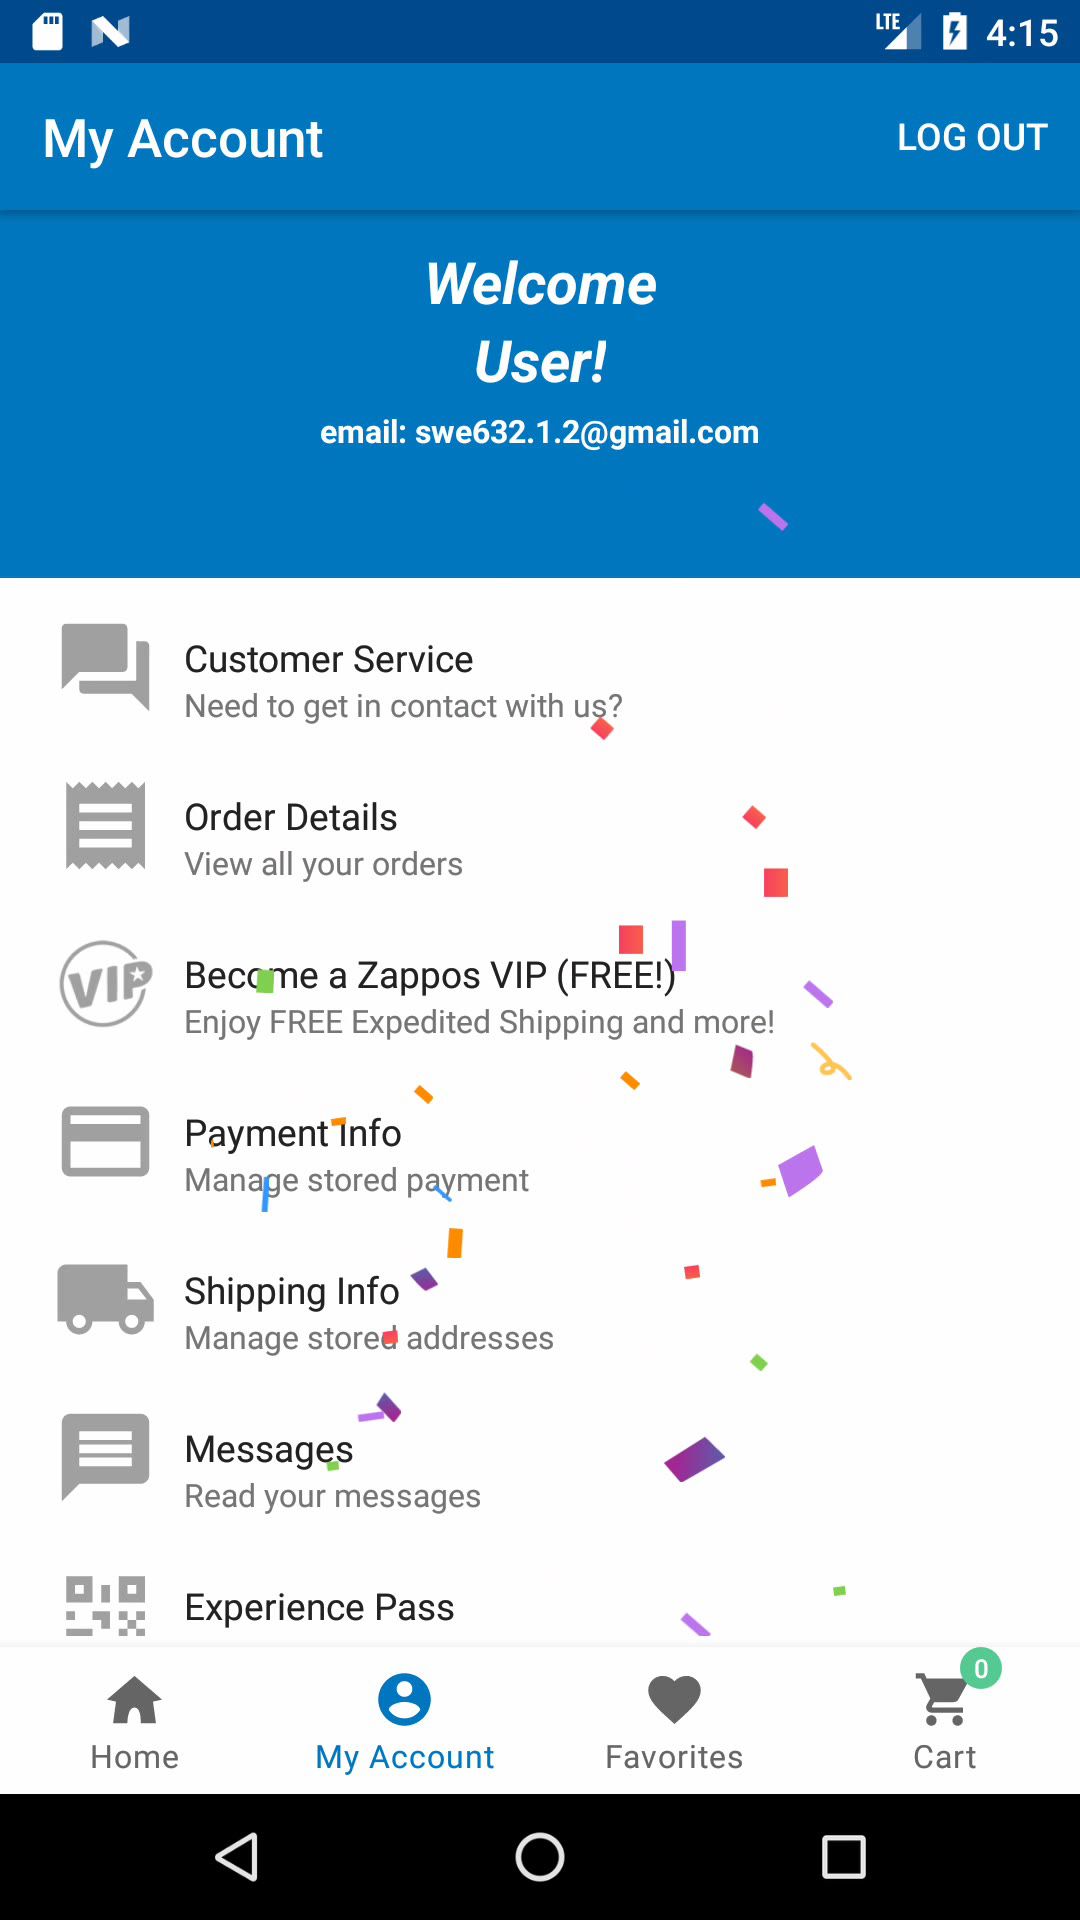 LTE 4:15
My Account LOG OUT
Welcome
User!
email: swe632.1.2@gmail.com
Customer Service
Need to get in contact with us?
Order Details
View all your orders
VIP
Become a Zappos VIP (FREE!)
Enjoy FREE Expedited Shipping and more!
Payment Info
Manage stored payment
Shipping Info
Manage stored addresses
Messages
Read your messages
Experience Pass
0
Home My Account Favorites Cart